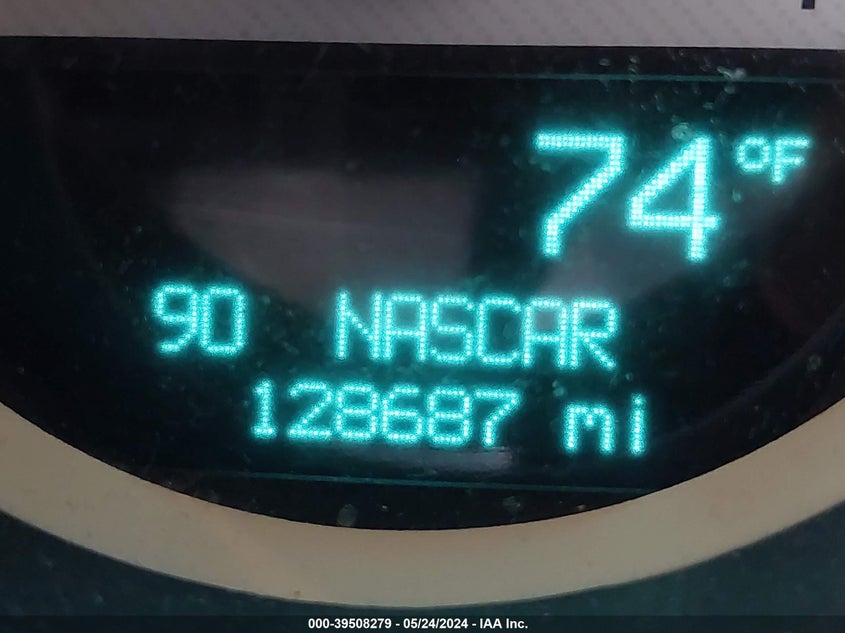 74°F
90 NASCAR
128687 mi
000-39508279 - 05/24/2024 - IAA Inc.